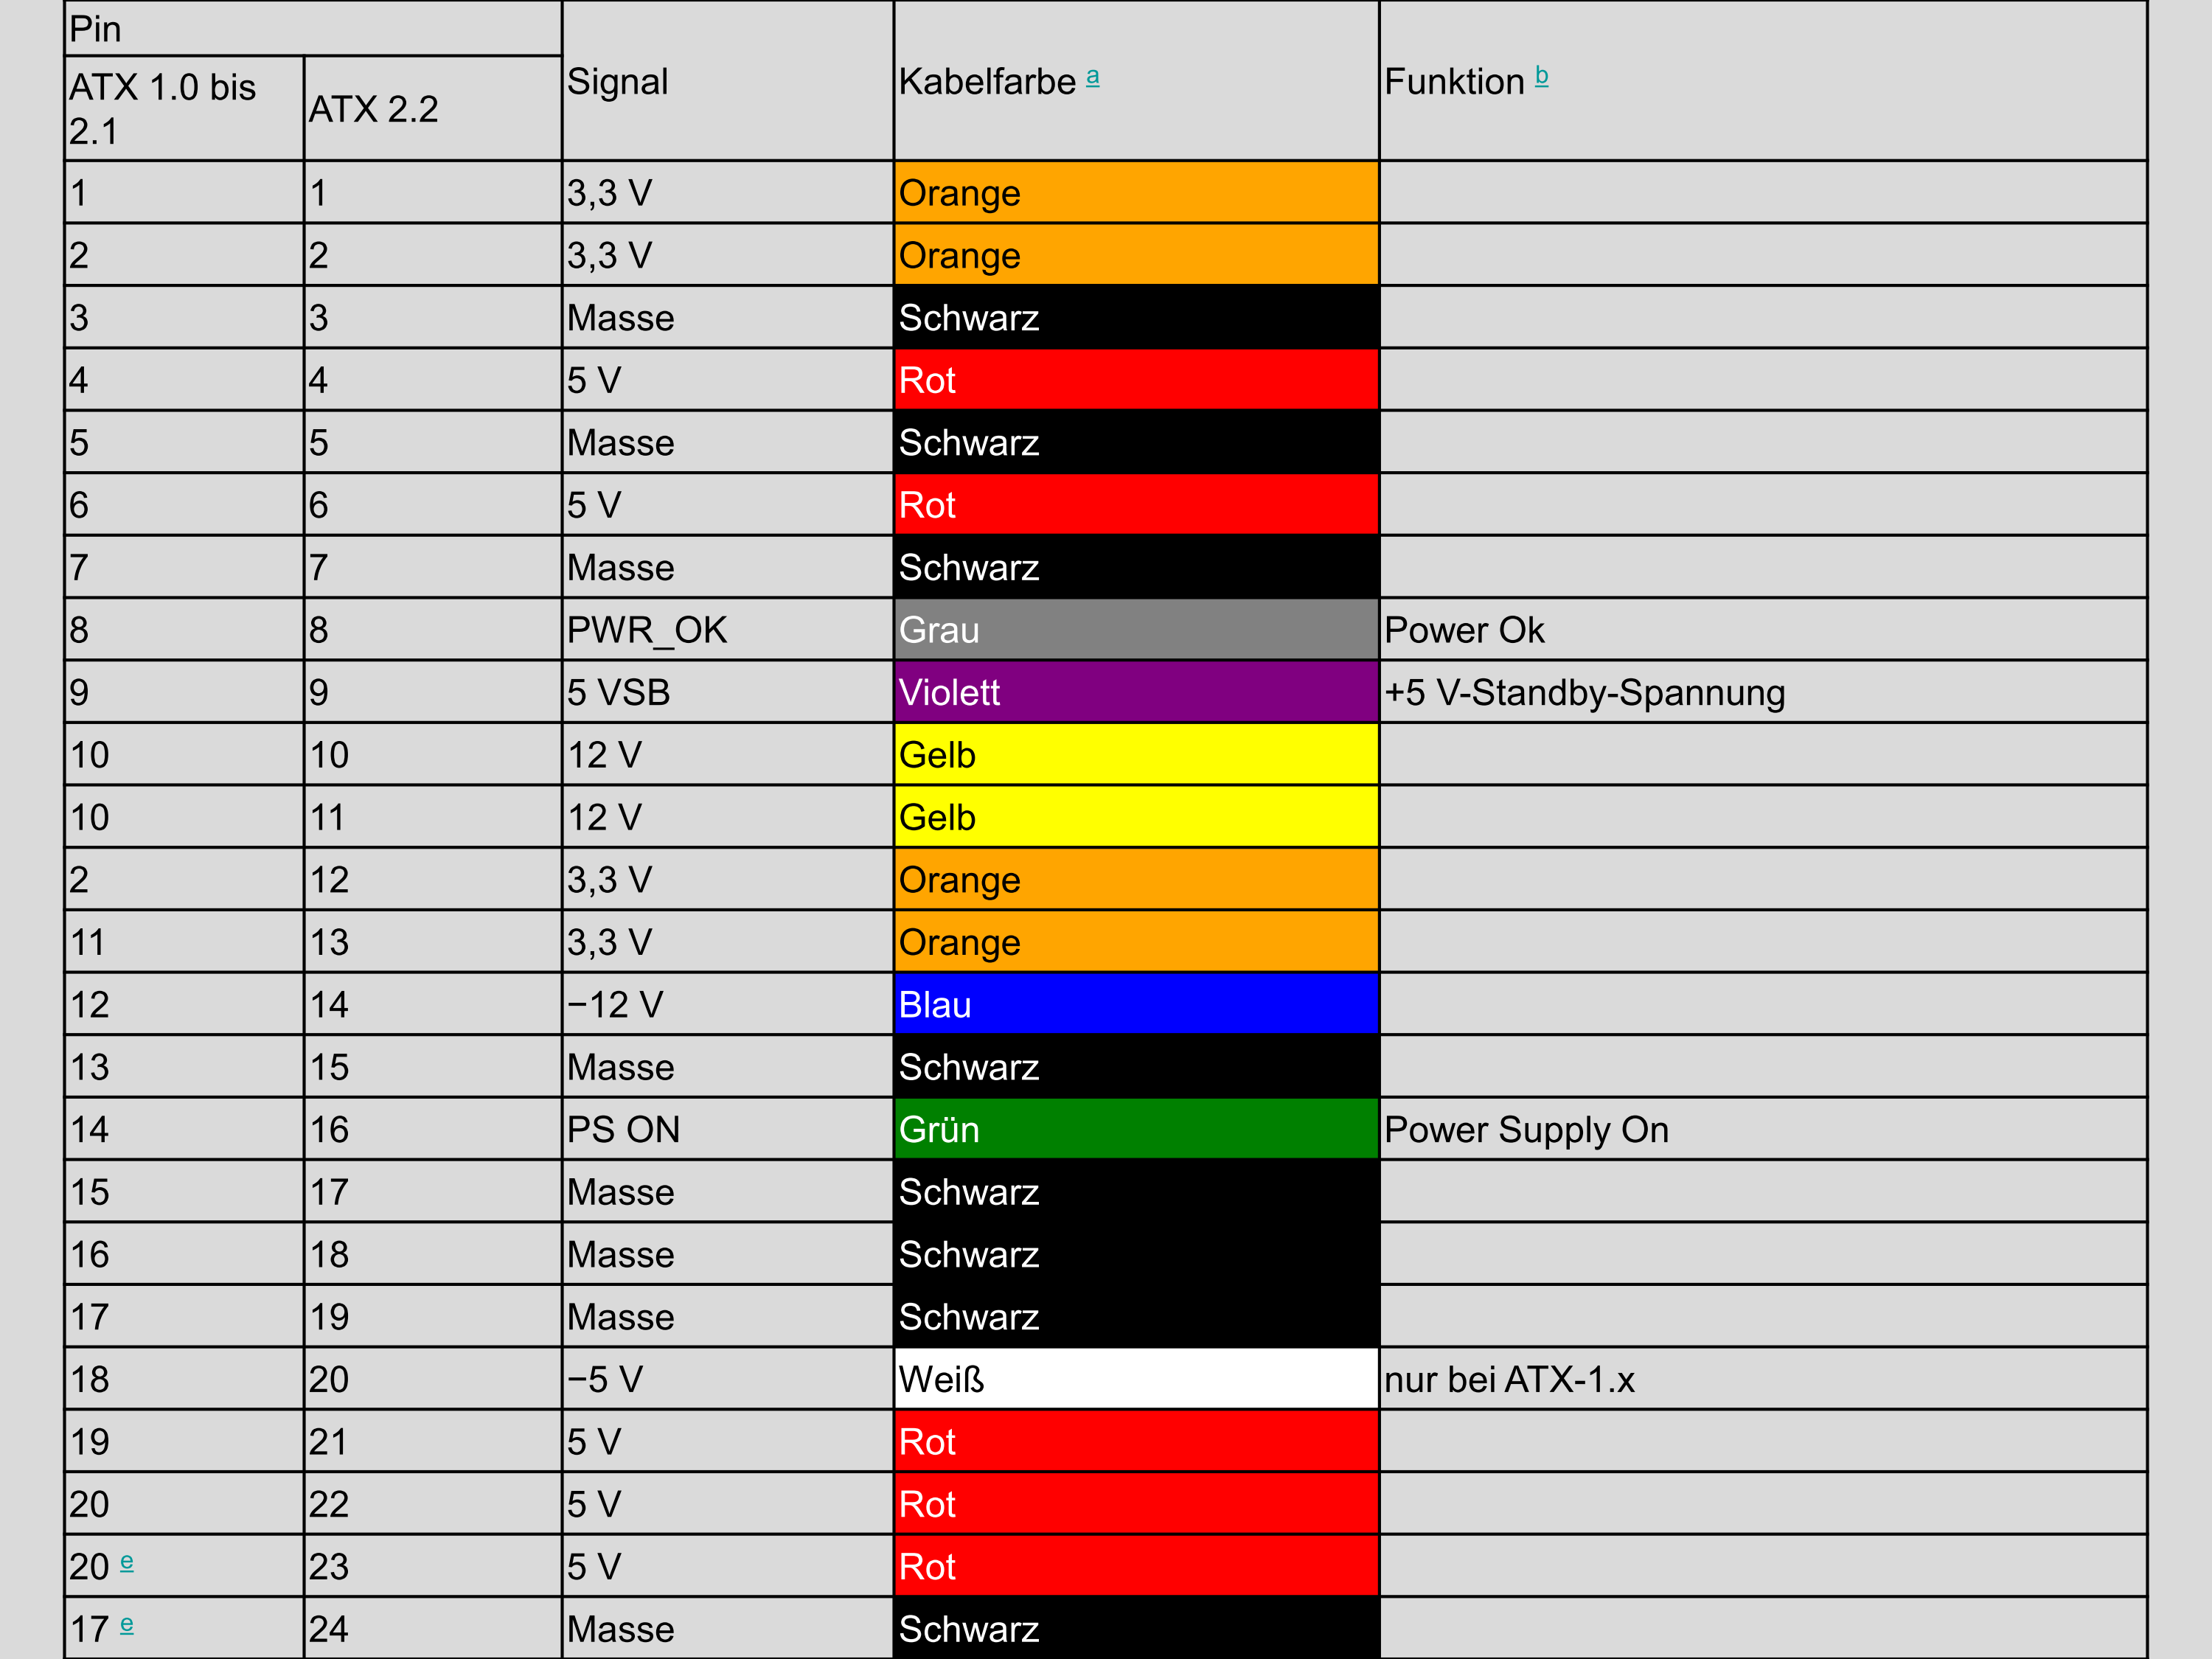 Pin
Signal
Kabelfarbe a
Funktion b
ATX 1.0 bis
2.1
ATX 2.2
1 1 3,3 V Orange
2 2 3,3 V Orange
3 3 Masse Schwarz
4 4 5 V Rot
5 5 Masse Schwarz
6 6 5 V Rot
7 7 Masse Schwarz
8 8 PWR_OK Grau Power Ok
9 9 5 VSB Violett +5 V-Standby-Spannung
10 10 12 V Gelb
10 11 12 V Gelb
2 12 3,3 V Orange
11 13 3,3 V Orange
12 14 −12 V Blau
13 15 Masse Schwarz
14 16 PS ON Grün Power Supply On
15 17 Masse Schwarz
16 18 Masse Schwarz
17 19 Masse Schwarz
18 20 −5 V Weiß nur bei ATX-1.x
19 21 5 V Rot
20 22 5 V Rot
20 e 23 5 V Rot
17 e 24 Masse Schwarz